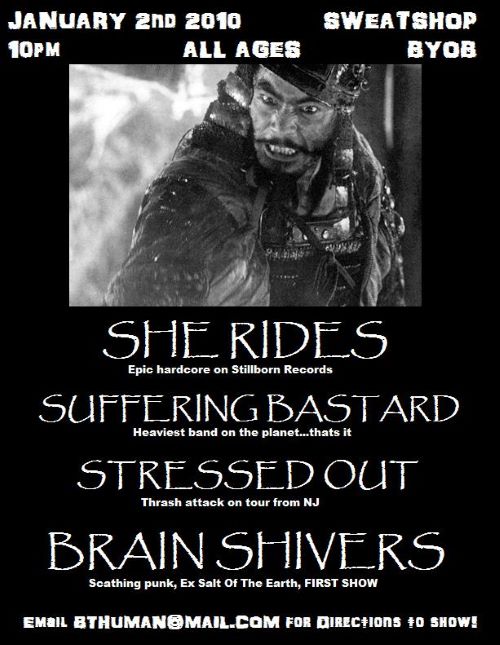 JANUARY 2ND 2010 SWEATSHOP
10PM ALL AGES BYOB
SHE RIDES
Epic hardcore on Stillborn Records
SUFFERING BASTARD
Heaviest band on the planet...thats it
STRESSED OUT
Thrash attack on tour from NJ
BRAIN SHIVERS
Scathing punk, Ex Salt Of The Earth, FIRST SHOW
EMAIL 8THUMAN@MAIL.COM FOR DIRECTIONS TO SHOW!